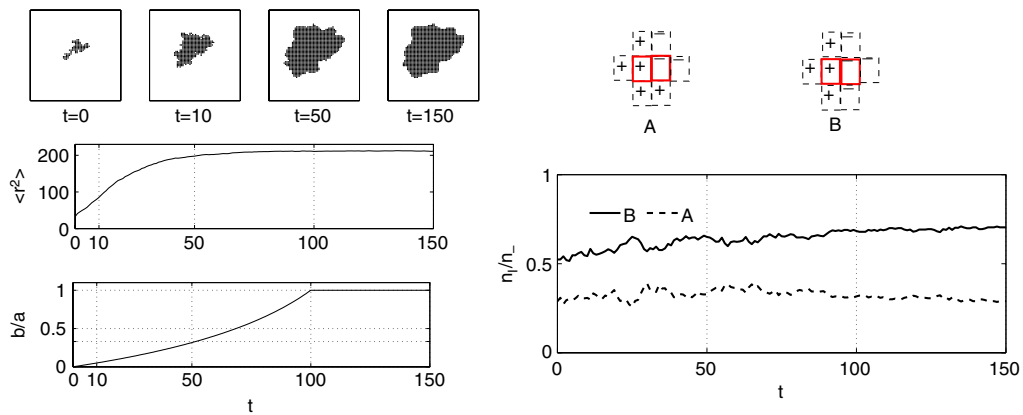 t=0 t=10 t=50 t=150
200
100
0
<r²>
0 10 50 100 150
1
0.5
0
b/a
0 10 50 100 150
t
+ − + + − − + +
A
+ − + + − − +
B
1
0.5
0
n_l/n_−
B A
0 50 100 150
t